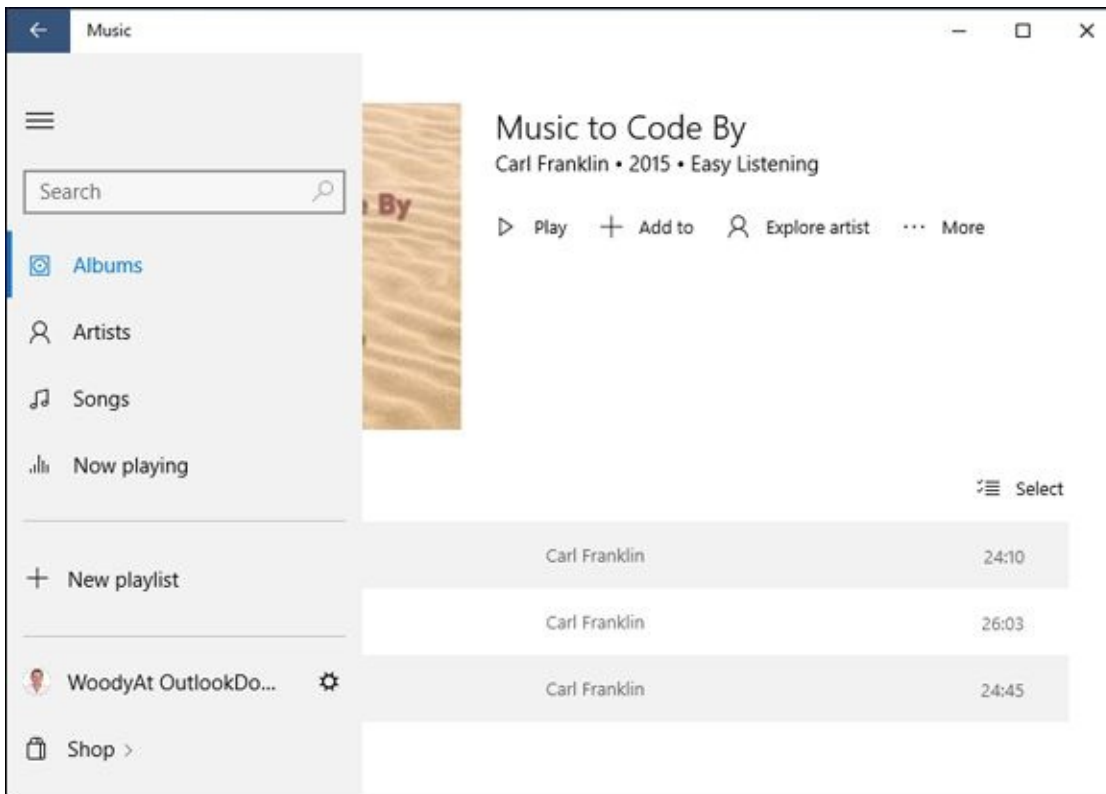 Music
Search
Albums
Artists
Songs
Now playing
New playlist
WoodyAt OutlookDo...
Shop >
By
Music to Code By
Carl Franklin • 2015 • Easy Listening
Play Add to Explore artist ··· More
Select
Carl Franklin 24:10
Carl Franklin 26:03
Carl Franklin 24:45